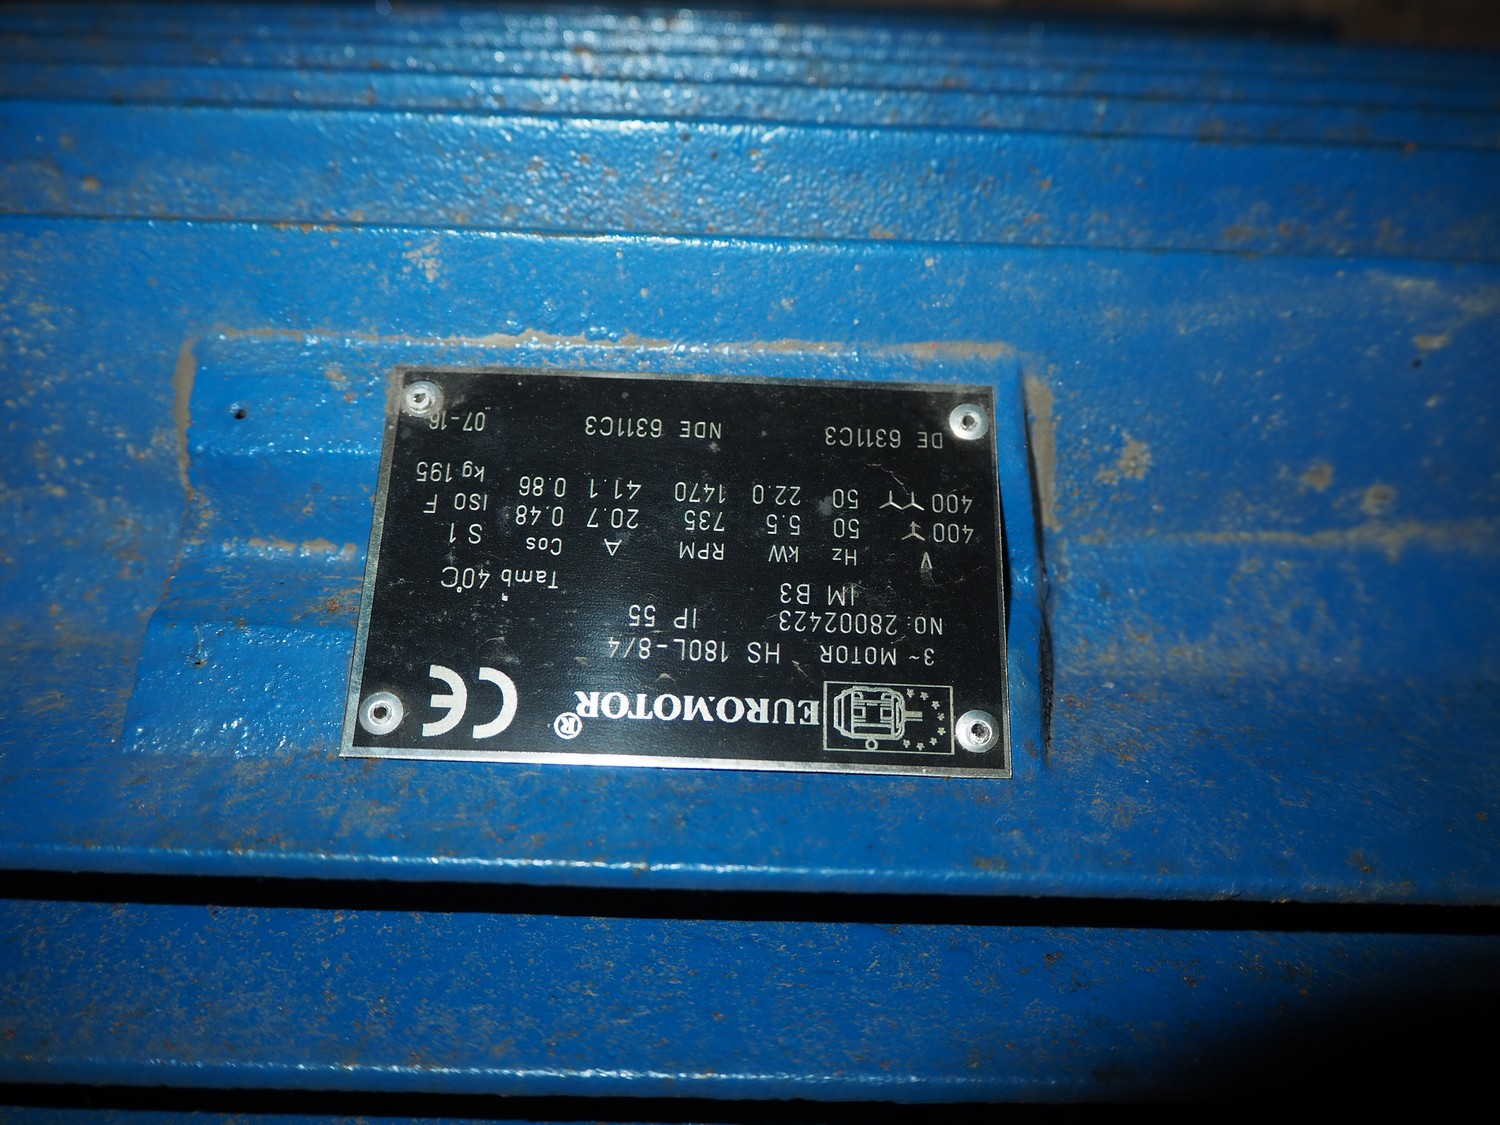 EUROMOTOR® CE
3~ MOTOR HS 180L-8/4
NO. 28002423 IP 55
IM B3 Tamb 40°C
V Hz kW RPM A Cos S1
400 50 5.5 735 20.7 0.48 ISO F
400 50 22.0 1470 41.1 0.86 kg 195
DE 6311C3 NDE 6311C3 07-16